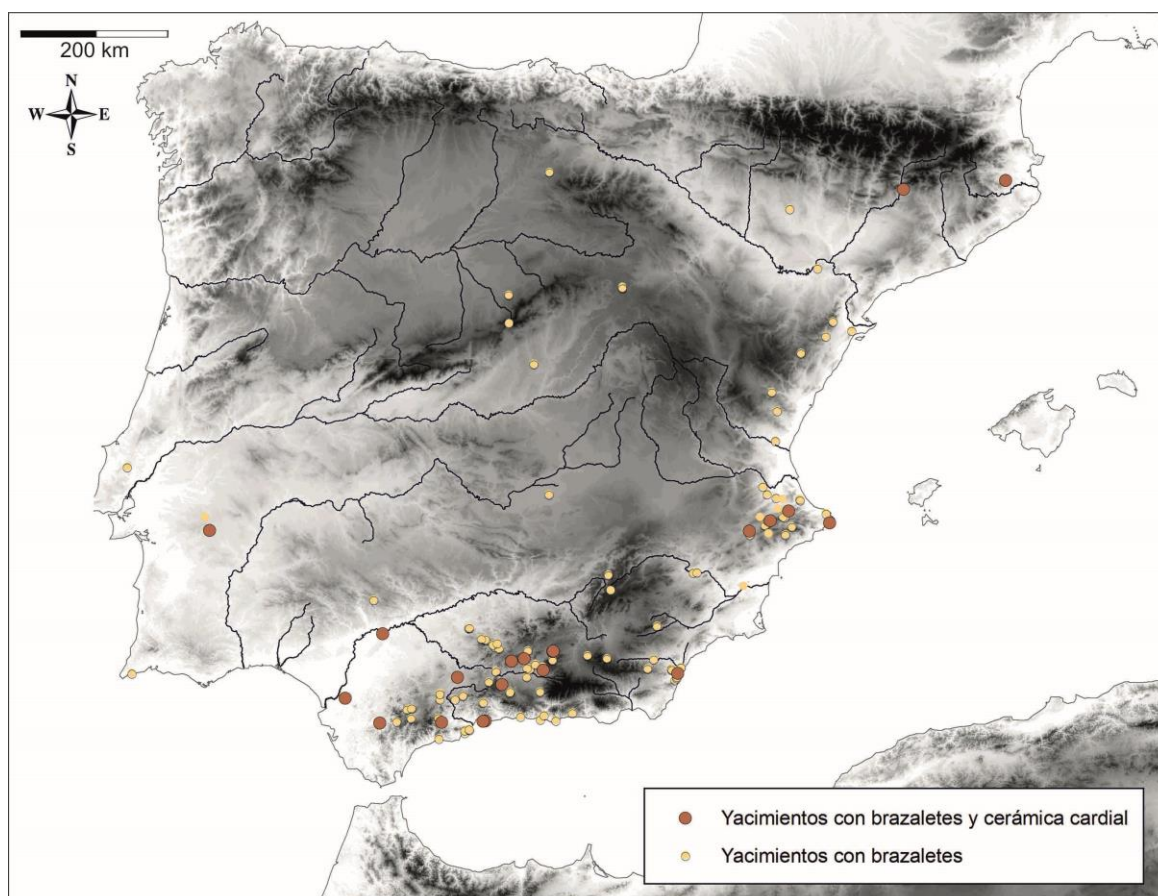 200 km
N
W E
S
Yacimientos con brazaletes y cerámica cardial
Yacimientos con brazaletes